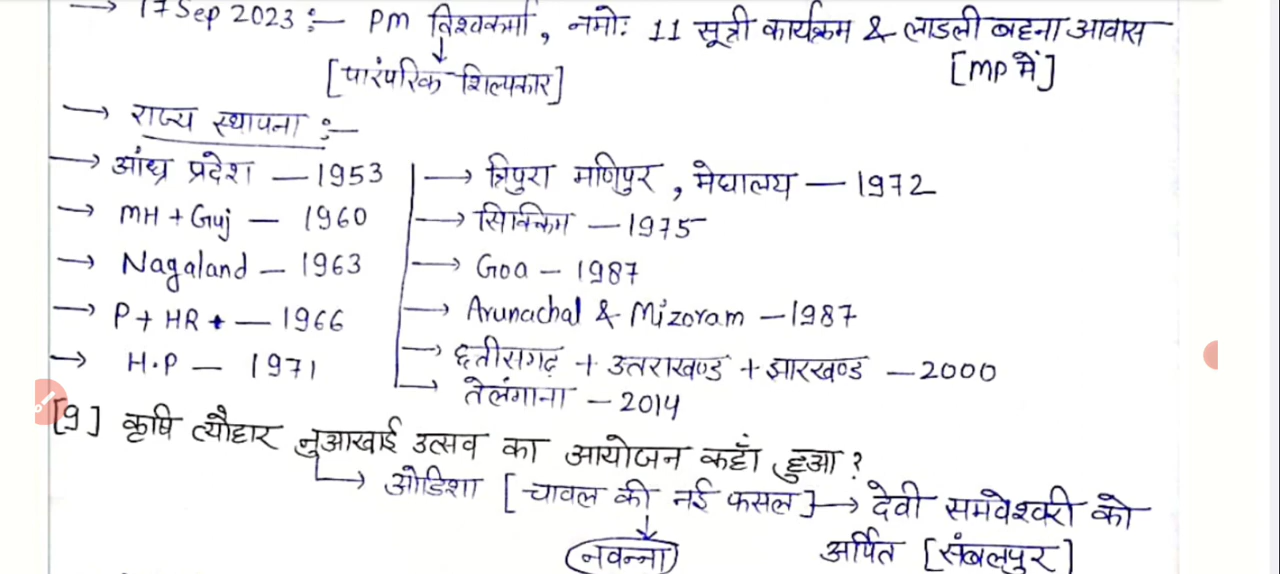 → 17 Sep 2023 :- PM विश्वकर्मा, नमोः 11 सूत्री कार्यक्रम & लाडली बहना आवास
[पारंपरिक शिल्पकार] [MP में]
→ राज्य स्थापना :-
→ आंध्र प्रदेश — 1953
→ MH + Guj — 1960
→ Nagaland — 1963
→ P + HR + — 1966
→ H.P — 1971
→ त्रिपुरा मणिपुर, मेघालय — 1972
→ सिक्किम — 1975
→ Goa — 1987
→ Arunachal & Mizoram — 1987
→ छत्तीसगढ़ + उत्तराखण्ड + झारखण्ड — 2000
→ तेलंगाना — 2014
[9] कृषि त्यौहार नुआखाई उत्सव का आयोजन कहाँ हुआ ?
→ ओडिशा [चावल की नई फसल] → देवी समवेश्वरी को
नवन्ना अर्पित [संबलपुर]